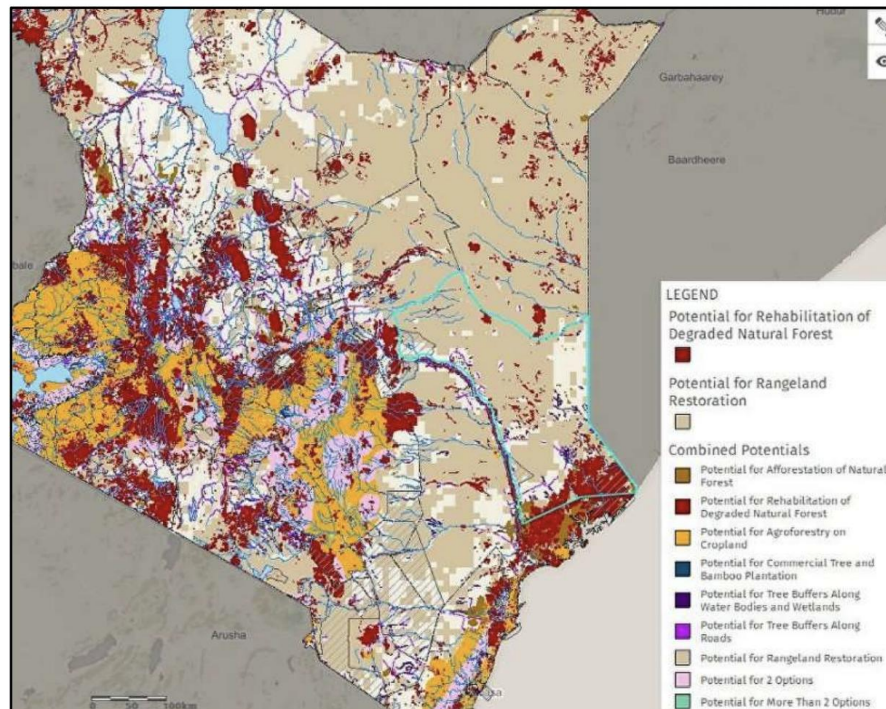 Garbahaarey
Baardheere
bale
LEGEND
Potential for Rehabilitation of
Degraded Natural Forest
Potential for Rangeland
Restoration
Combined Potentials
Potential for Afforestation of Natural
Forest
Potential for Rehabilitation of
Degraded Natural Forest
Potential for Agroforestry on
Cropland
Potential for Commercial Tree and
Bamboo Plantation
Potential for Tree Buffers Along
Water Bodies and Wetlands
Potential for Tree Buffers Along
Roads
Potential for Rangeland Restoration
Potential for 2 Options
Potential for More Than 2 Options
Arusha
0 50 100km